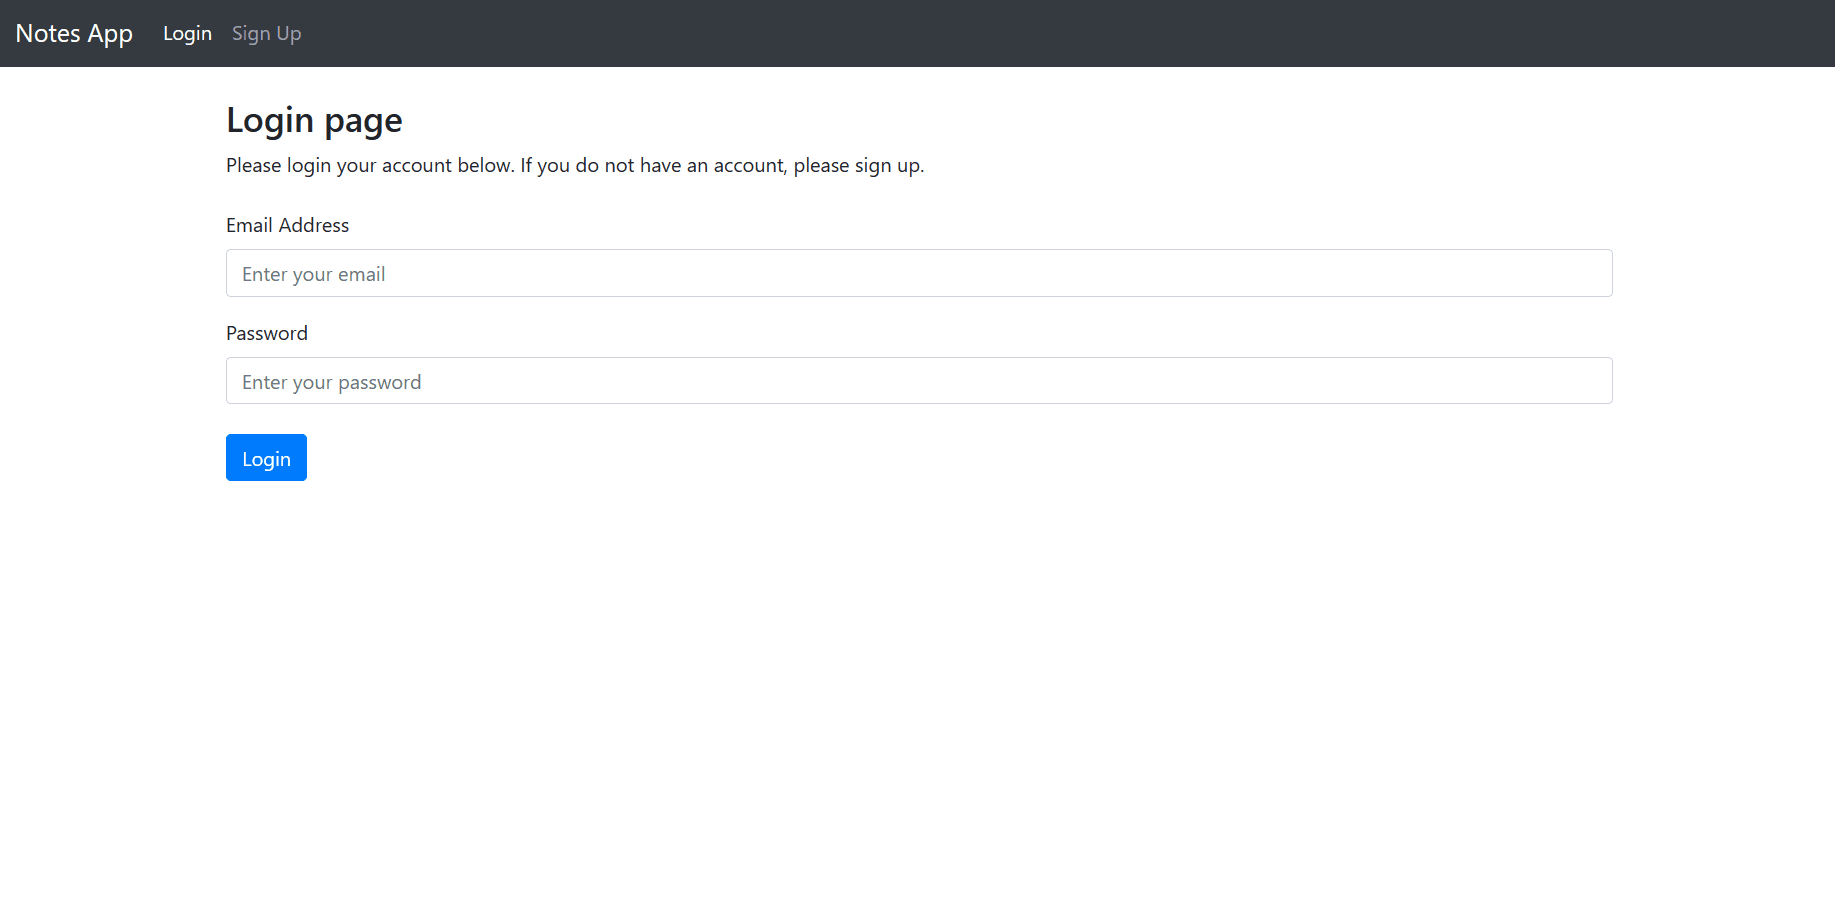 Notes App Login Sign Up
Login page
Please login your account below. If you do not have an account, please sign up.
Email Address
Enter your email
Password
Enter your password
Login